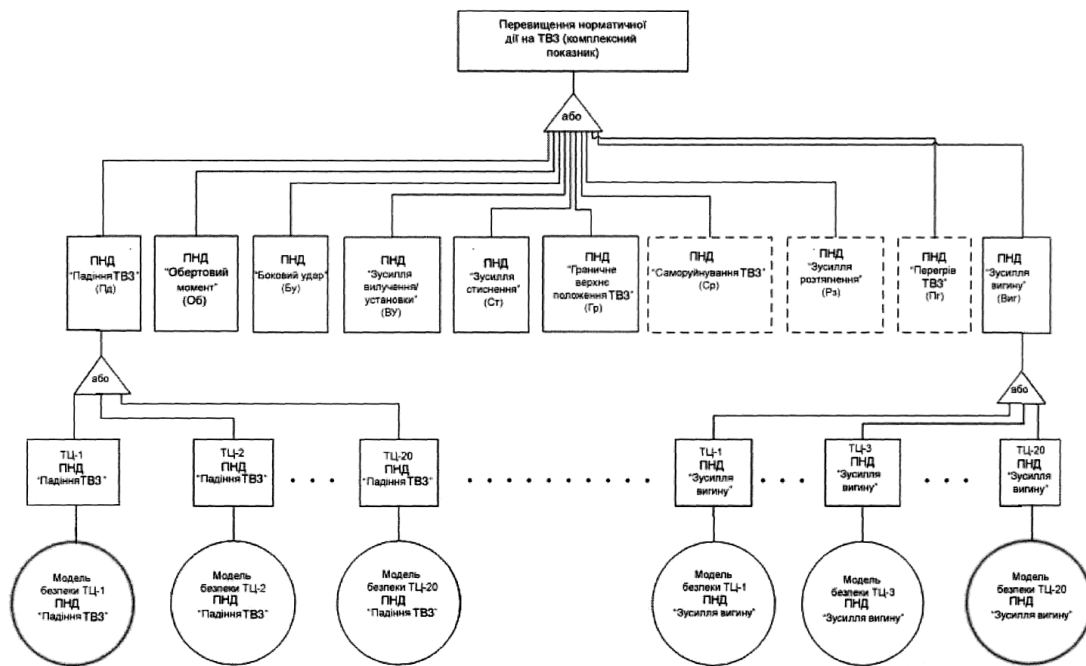 Перевищення норматичної
дії на ТВЗ (комплексний
показник)
або
ПНД
"Падіння ТВЗ"
(Пд)
ПНД
"Обертовий
момент"
(Об)
ПНД
"Боковий удар"
(Бу)
ПНД
"Зусилля
вилучення/
установки"
(ВУ)
ПНД
"Зусилля
стиснення"
(Ст)
ПНД
"Граничне
верхнє
положення ТВЗ"
(Гр)
ПНД
"Саморуйнування ТВЗ"
(Ср)
ПНД
"Зусилля
розтягнення"
(Рз)
ПНД
"Перегрів
ТВЗ"
(Пг)
ПНД
"Зусилля
вигину"
(Виг)
або
або
ТЦ-1
ПНД
"Падіння ТВЗ"
ТЦ-2
ПНД
"Падіння ТВЗ"
. . .
ТЦ-20
ПНД
"Падіння ТВЗ"
. . . . . . . . . .
ТЦ-1
ПНД
"Зусилля
вигину"
. . .
ТЦ-3
ПНД
"Зусилля
вигину"
. . .
ТЦ-20
ПНД
"Зусилля
вигину"
Модель
безпеки ТЦ-1
ПНД
"Падіння ТВЗ"
Модель
безпеки ТЦ-2
ПНД
"Падіння ТВЗ"
Модель
безпеки ТЦ-20
ПНД
"Падіння ТВЗ"
Модель
безпеки ТЦ-1
ПНД
"Зусилля вигину"
Модель
безпеки ТЦ-3
ПНД
"Зусилля вигину"
Модель
безпеки ТЦ-20
ПНД
"Зусилля вигину"